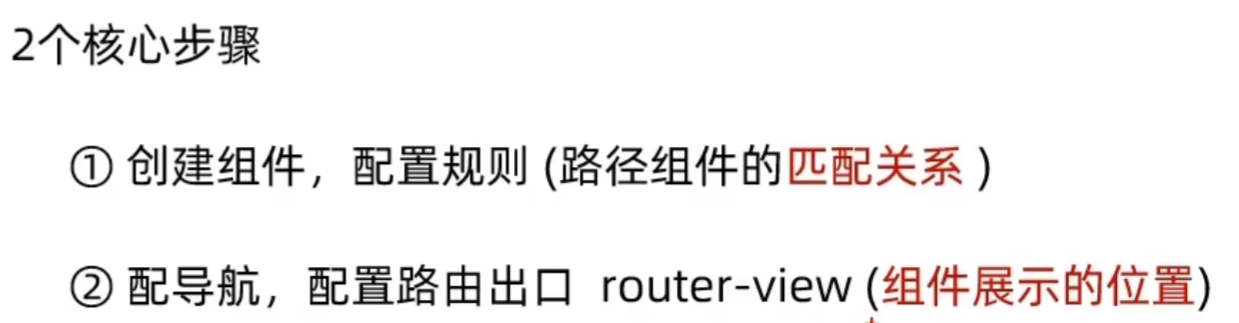 2个核心步骤
① 创建组件，配置规则 (路径组件的匹配关系 )
② 配导航，配置路由出口 router-view (组件展示的位置)